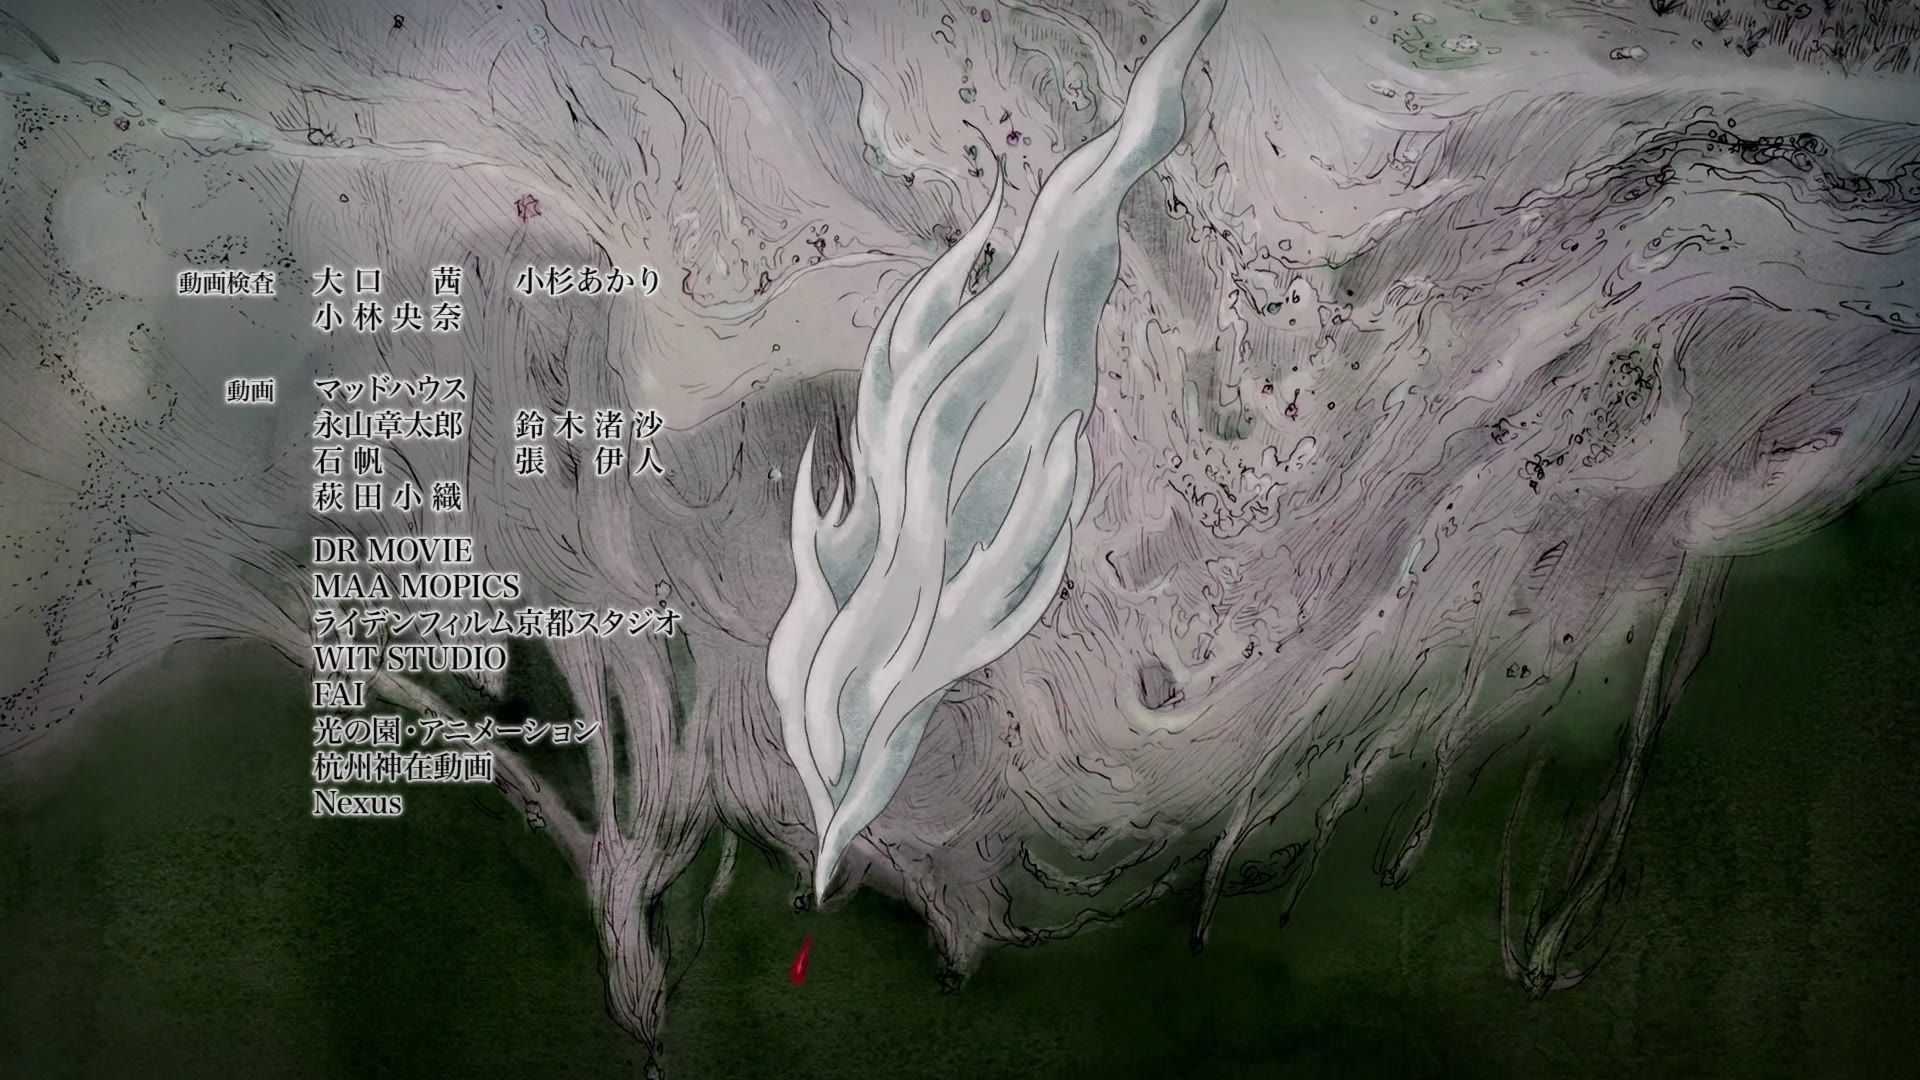 動画検査 大口 茜 小杉あかり
小林央奈
動画 マッドハウス
永山章太郎 鈴木渚沙
石帆 張 伊人
萩田小織
DR MOVIE
MAA MOPICS
ライデンフィルム京都スタジオ
WIT STUDIO
FAI
光の園・アニメーション
杭州神在動画
Nexus